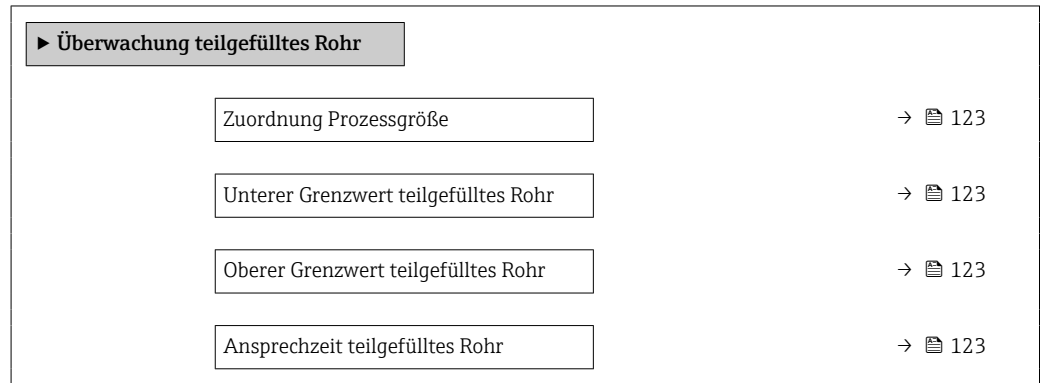 ► Überwachung teilgefülltes Rohr
Zuordnung Prozessgröße → 123
Unterer Grenzwert teilgefülltes Rohr → 123
Oberer Grenzwert teilgefülltes Rohr → 123
Ansprechzeit teilgefülltes Rohr → 123